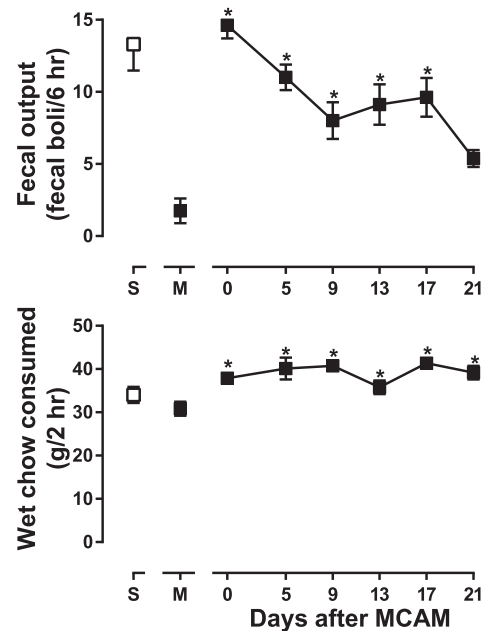 Fecal output
(fecal boli/6 hr)
15
10
5
0
* * * * *
S M 0 5 9 13 17 21
Wet chow consumed
(g/2 hr)
50
40
30
20
10
0
* * * * * *
S M 0 5 9 13 17 21
Days after MCAM